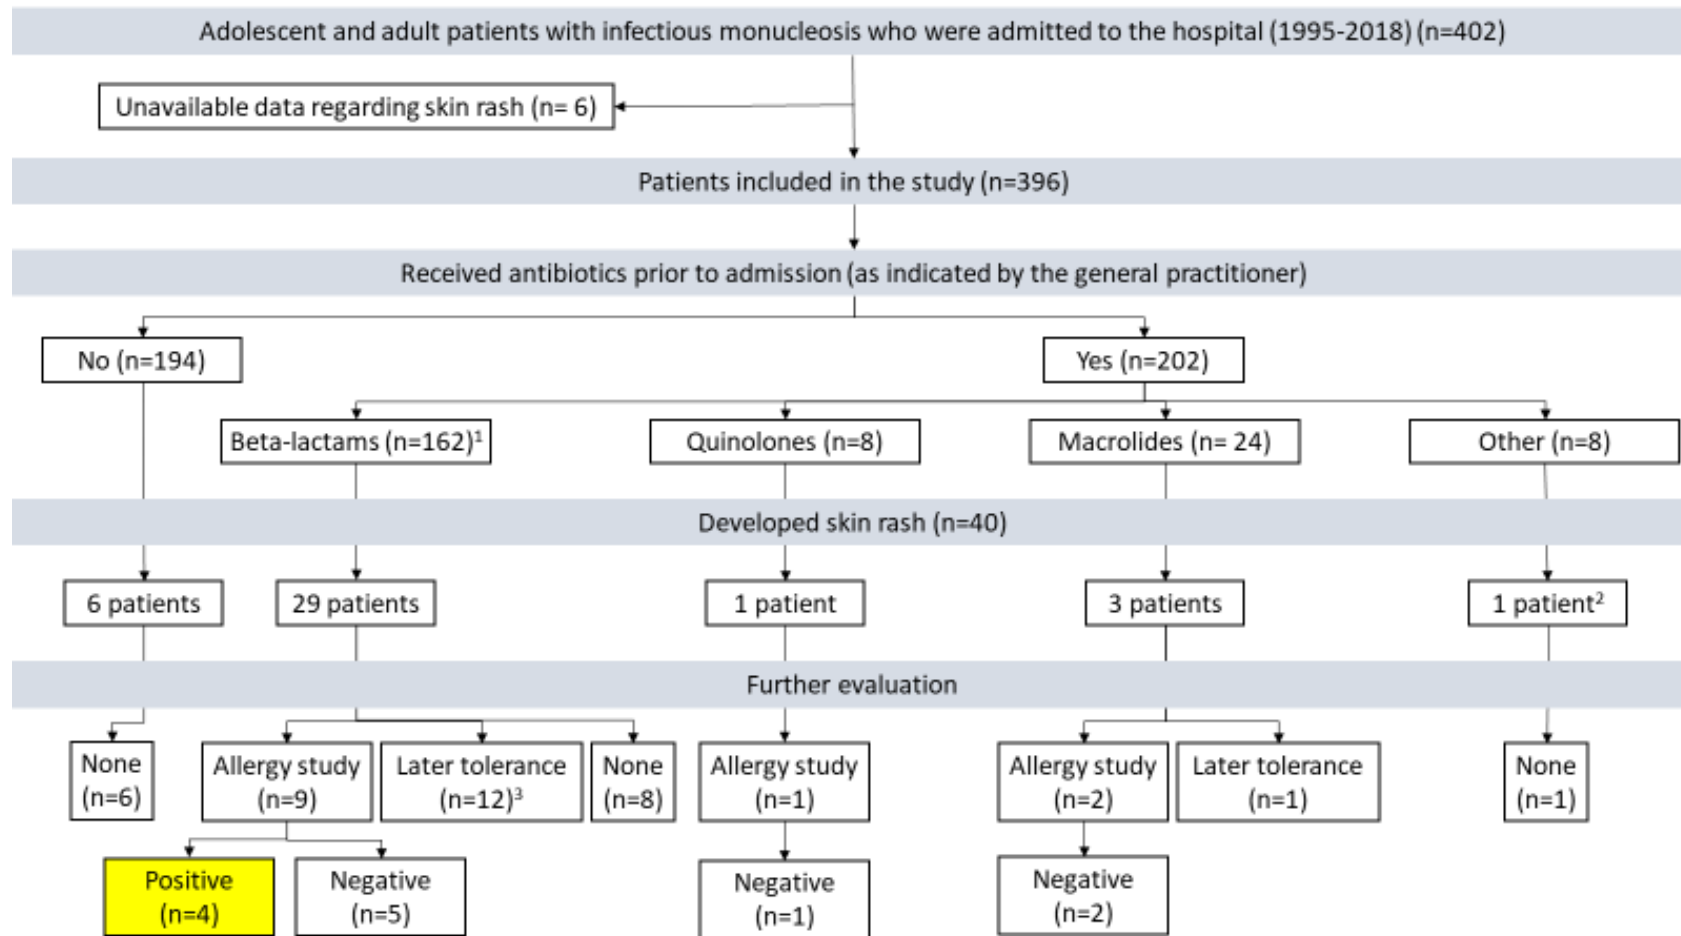 Adolescent and adult patients with infectious monucleosis who were admitted to the hospital (1995-2018) (n=402)
Unavailable data regarding skin rash (n= 6)
Patients included in the study (n=396)
Received antibiotics prior to admission (as indicated by the general practitioner)
No (n=194)
Yes (n=202)
Beta-lactams (n=162)¹
Quinolones (n=8)
Macrolides (n= 24)
Other (n=8)
Developed skin rash (n=40)
6 patients
29 patients
1 patient
3 patients
1 patient²
Further evaluation
None
(n=6)
Allergy study
(n=9)
Later tolerance
(n=12)³
None
(n=8)
Allergy study
(n=1)
Allergy study
(n=2)
Later tolerance
(n=1)
None
(n=1)
Positive
(n=4)
Negative
(n=5)
Negative
(n=1)
Negative
(n=2)